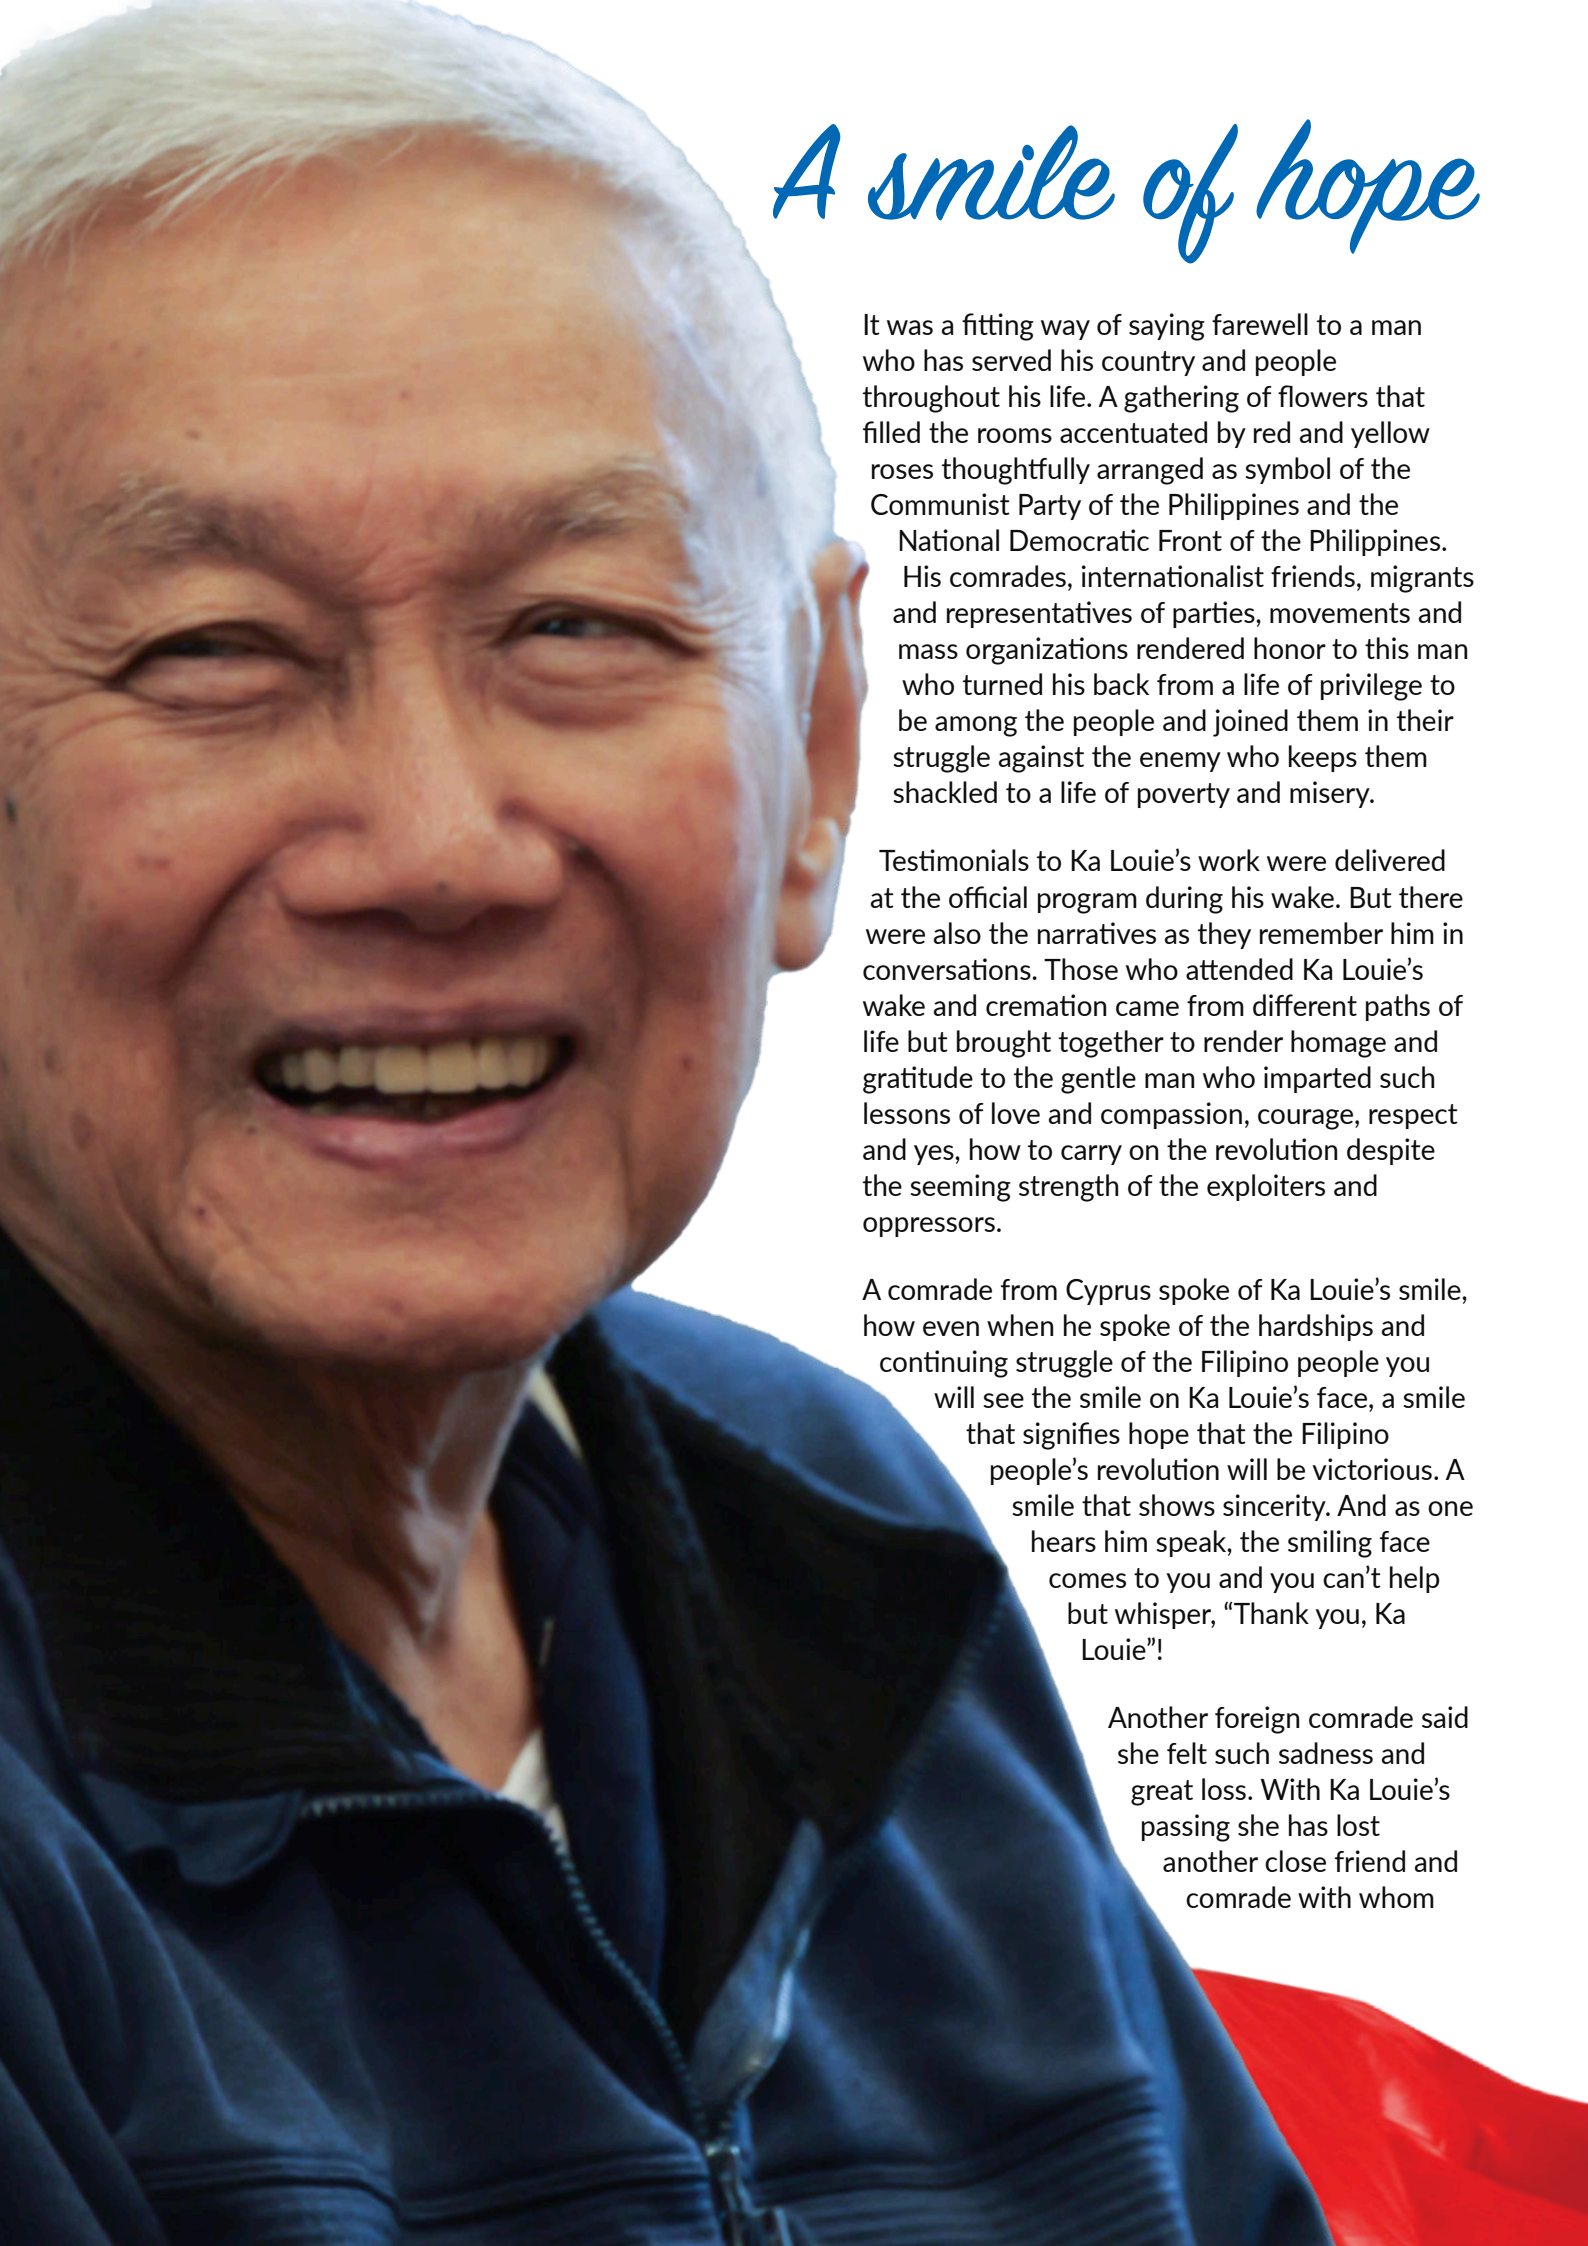 A smile of hope
It was a fitting way of saying farewell to a man
who has served his country and people
throughout his life. A gathering of flowers that
filled the rooms accentuated by red and yellow
roses thoughtfully arranged as symbol of the
Communist Party of the Philippines and the
National Democratic Front of the Philippines.
His comrades, internationalist friends, migrants
and representatives of parties, movements and
mass organizations rendered honor to this man
who turned his back from a life of privilege to
be among the people and joined them in their
struggle against the enemy who keeps them
shackled to a life of poverty and misery.
Testimonials to Ka Louie’s work were delivered
at the official program during his wake. But there
were also the narratives as they remember him in
conversations. Those who attended Ka Louie’s
wake and cremation came from different paths of
life but brought together to render homage and
gratitude to the gentle man who imparted such
lessons of love and compassion, courage, respect
and yes, how to carry on the revolution despite
the seeming strength of the exploiters and
oppressors.
A comrade from Cyprus spoke of Ka Louie’s smile,
how even when he spoke of the hardships and
continuing struggle of the Filipino people you
will see the smile on Ka Louie’s face, a smile
that signifies hope that the Filipino
people’s revolution will be victorious. A
smile that shows sincerity. And as one
hears him speak, the smiling face
comes to you and you can’t help
but whisper, “Thank you, Ka
Louie”!
Another foreign comrade said
she felt such sadness and
great loss. With Ka Louie’s
passing she has lost
another close friend and
comrade with whom